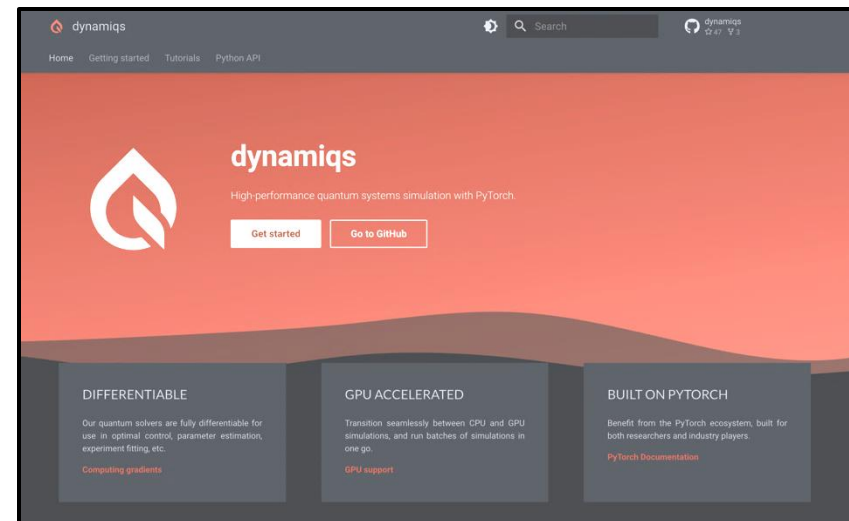 dynamiqs
Search
dynamiqs
47 3
Home Getting started Tutorials Python API
dynamiqs
High-performance quantum systems simulation with PyTorch.
Get started Go to GitHub
DIFFERENTIABLE
Our quantum solvers are fully differentiable for
use in optimal control, parameter estimation,
experiment fitting, etc.
Computing gradients
GPU ACCELERATED
Transition seamlessly between CPU and GPU
simulations, and run batches of simulations in
one go.
GPU support
BUILT ON PYTORCH
Benefit from the PyTorch ecosystem, built for
both researchers and industry players.
PyTorch Documentation